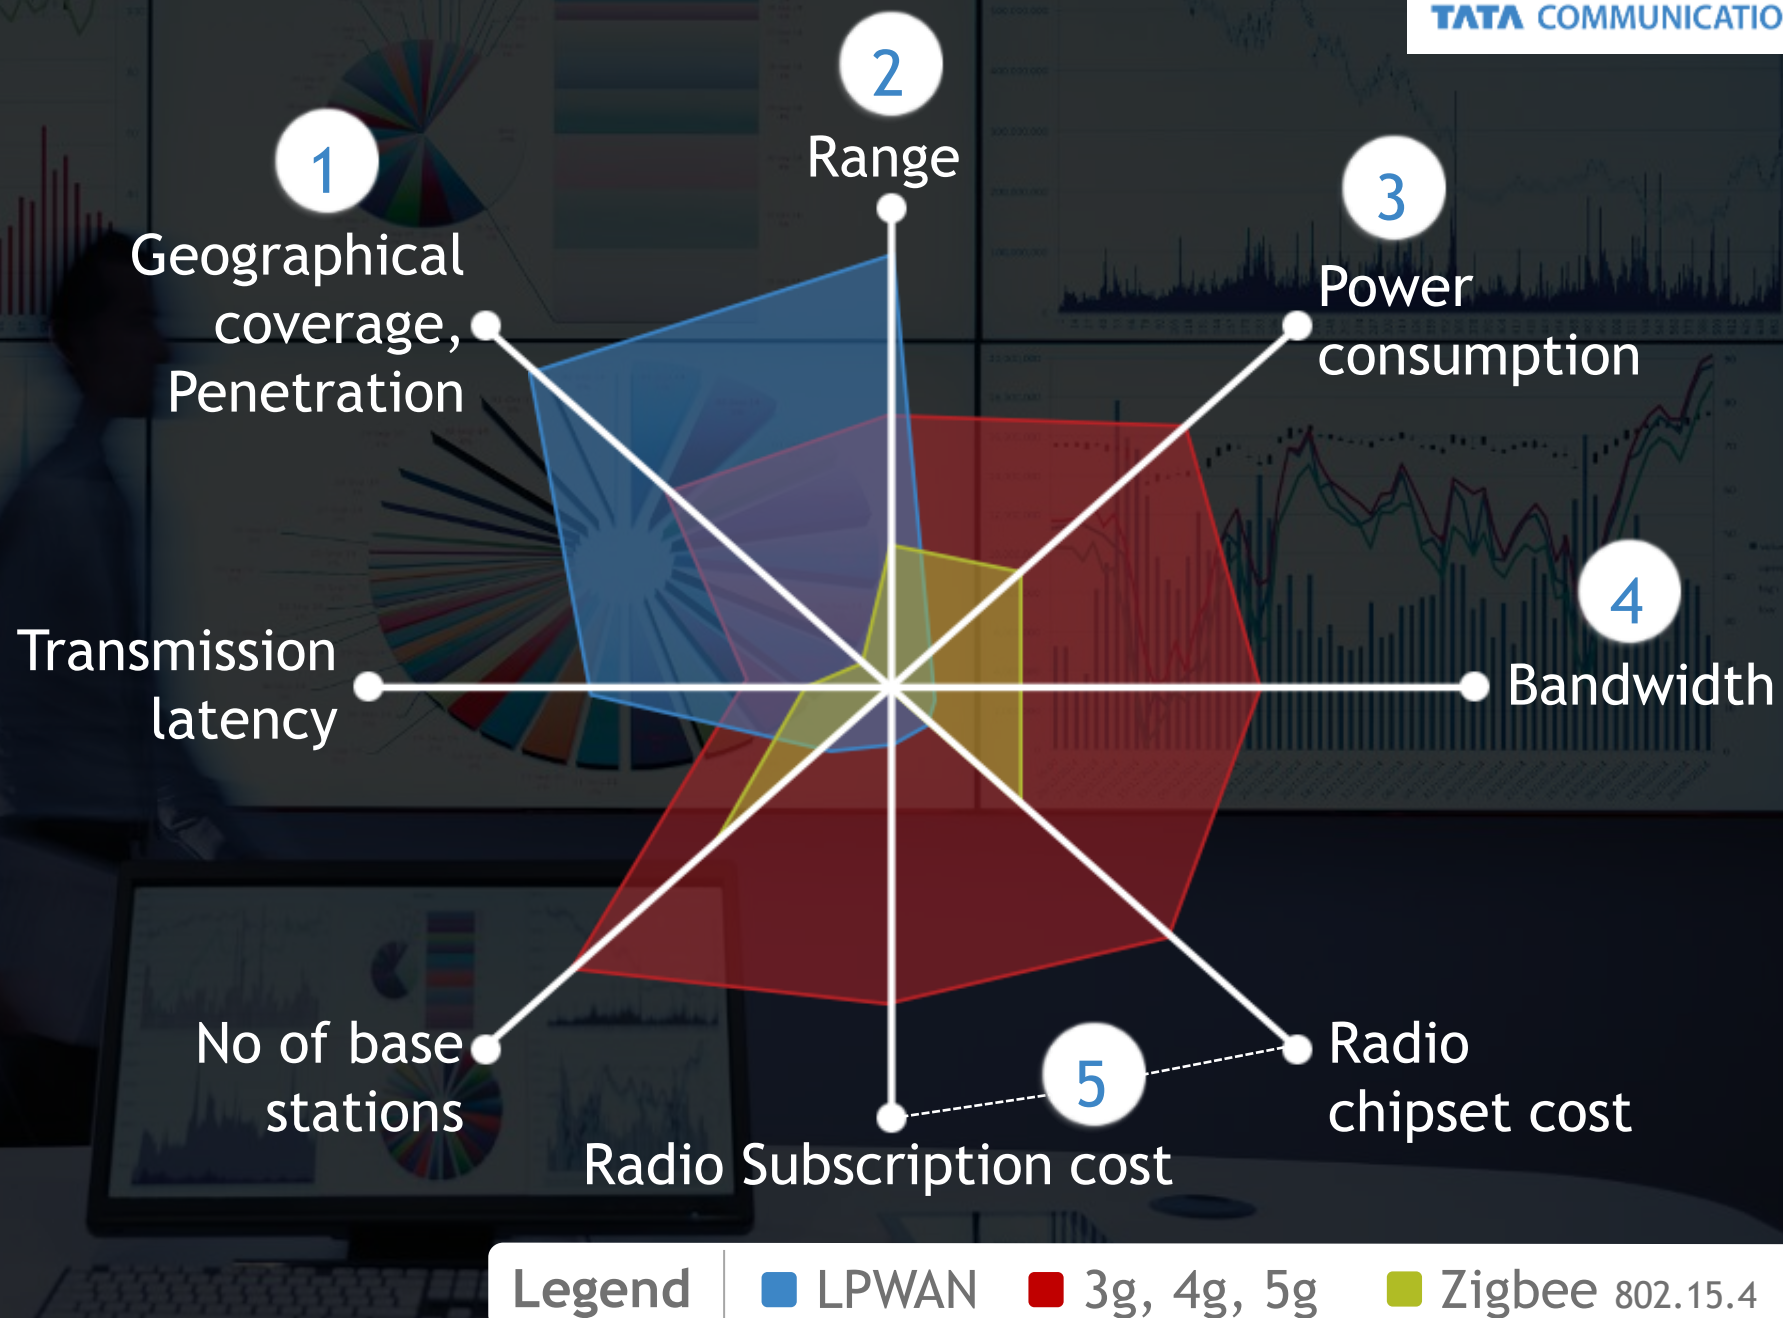 TATA COMMUNICATIO
2
Range
1
Geographical
coverage,
Penetration
3
Power
consumption
4
Bandwidth
Transmission
latency
No of base
stations
5
Radio
chipset cost
Radio Subscription cost
Legend LPWAN 3g, 4g, 5g Zigbee 802.15.4